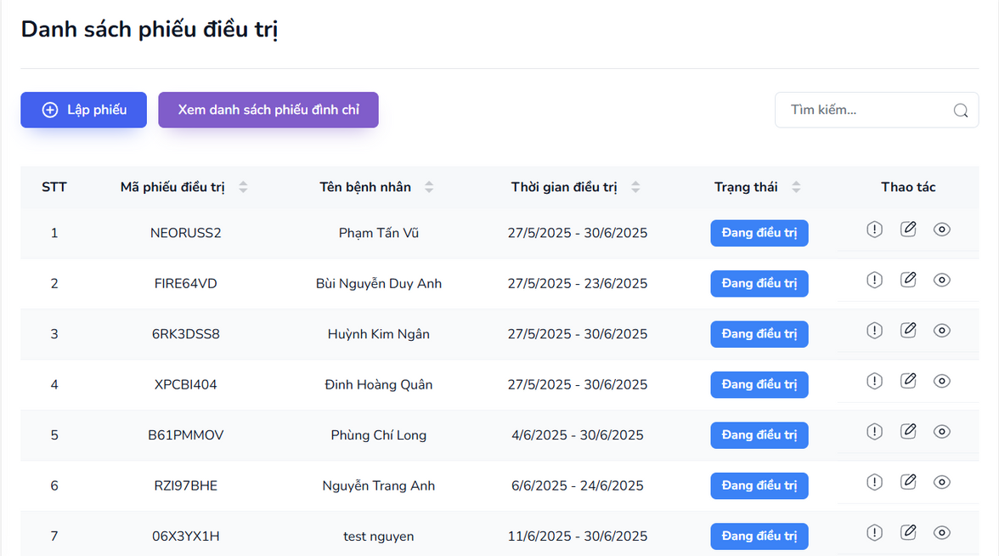 Danh sách phiếu điều trị
Lập phiếu Xem danh sách phiếu đình chỉ Tìm kiếm...
STT Mã phiếu điều trị Tên bệnh nhân Thời gian điều trị Trạng thái Thao tác
1 NEORUSS2 Phạm Tấn Vũ 27/5/2025 - 30/6/2025 Đang điều trị
2 FIRE64VD Bùi Nguyễn Duy Anh 27/5/2025 - 23/6/2025 Đang điều trị
3 6RK3DSS8 Huỳnh Kim Ngân 27/5/2025 - 30/6/2025 Đang điều trị
4 XPCBI404 Đinh Hoàng Quân 27/5/2025 - 30/6/2025 Đang điều trị
5 B61PMMOV Phùng Chí Long 4/6/2025 - 30/6/2025 Đang điều trị
6 RZI97BHE Nguyễn Trang Anh 6/6/2025 - 24/6/2025 Đang điều trị
7 06X3YX1H test nguyen 11/6/2025 - 30/6/2025 Đang điều trị